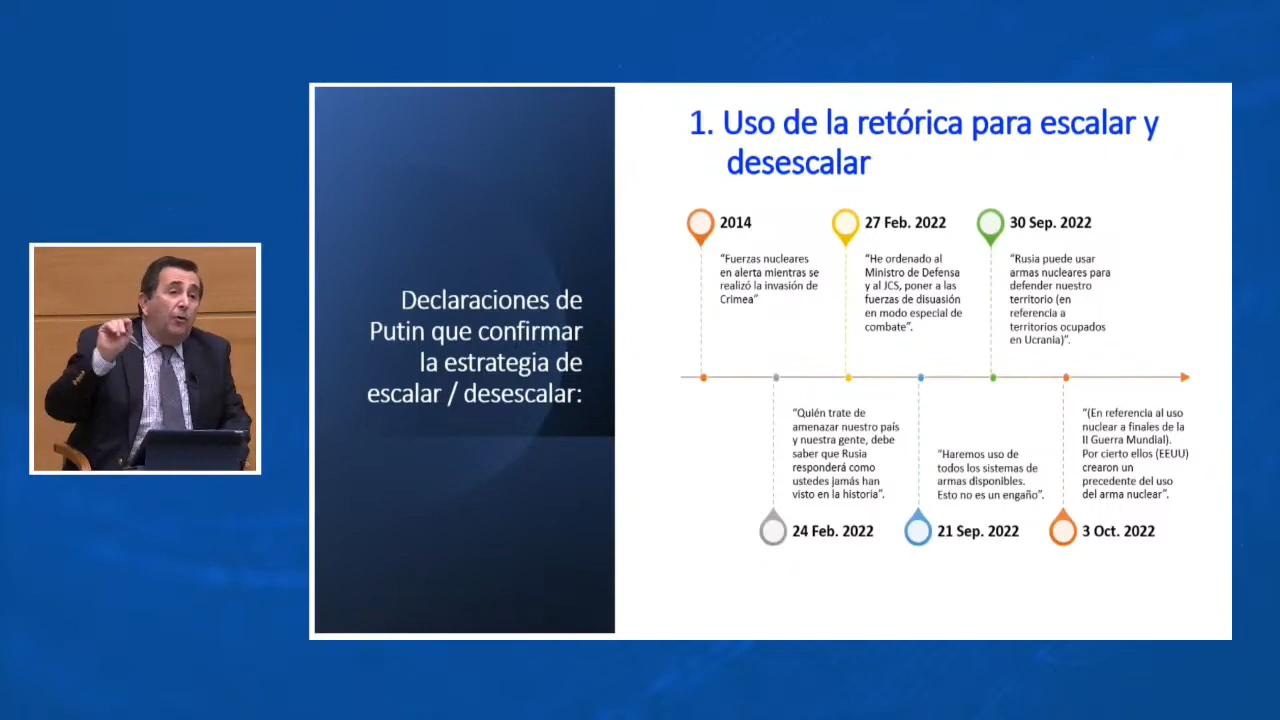 1. Uso de la retórica para escalar y
desescalar
Declaraciones de
Putin que confirmar
la estrategia de
escalar / desescalar:
2014
“Fuerzas nucleares
en alerta mientras se
realizó la invasión de
Crimea”
27 Feb. 2022
“He ordenado al
Ministro de Defensa
y al JCS, poner a las
fuerzas de disuasión
en modo especial de
combate”.
30 Sep. 2022
“Rusia puede usar
armas nucleares para
defender nuestro
territorio (en
referencia a
territorios ocupados
en Ucrania)”.
“Quién trate de
amenazar nuestro país
y nuestra gente, debe
saber que Rusia
responderá como
ustedes jamás han
visto en la historia”.
24 Feb. 2022
“Haremos uso de
todos los sistemas de
armas disponibles.
Esto no es un engaño”.
21 Sep. 2022
“(En referencia al uso
nuclear a finales de la
II Guerra Mundial).
Por cierto ellos (EEUU)
crearon un
precedente del uso
del arma nuclear”.
3 Oct. 2022